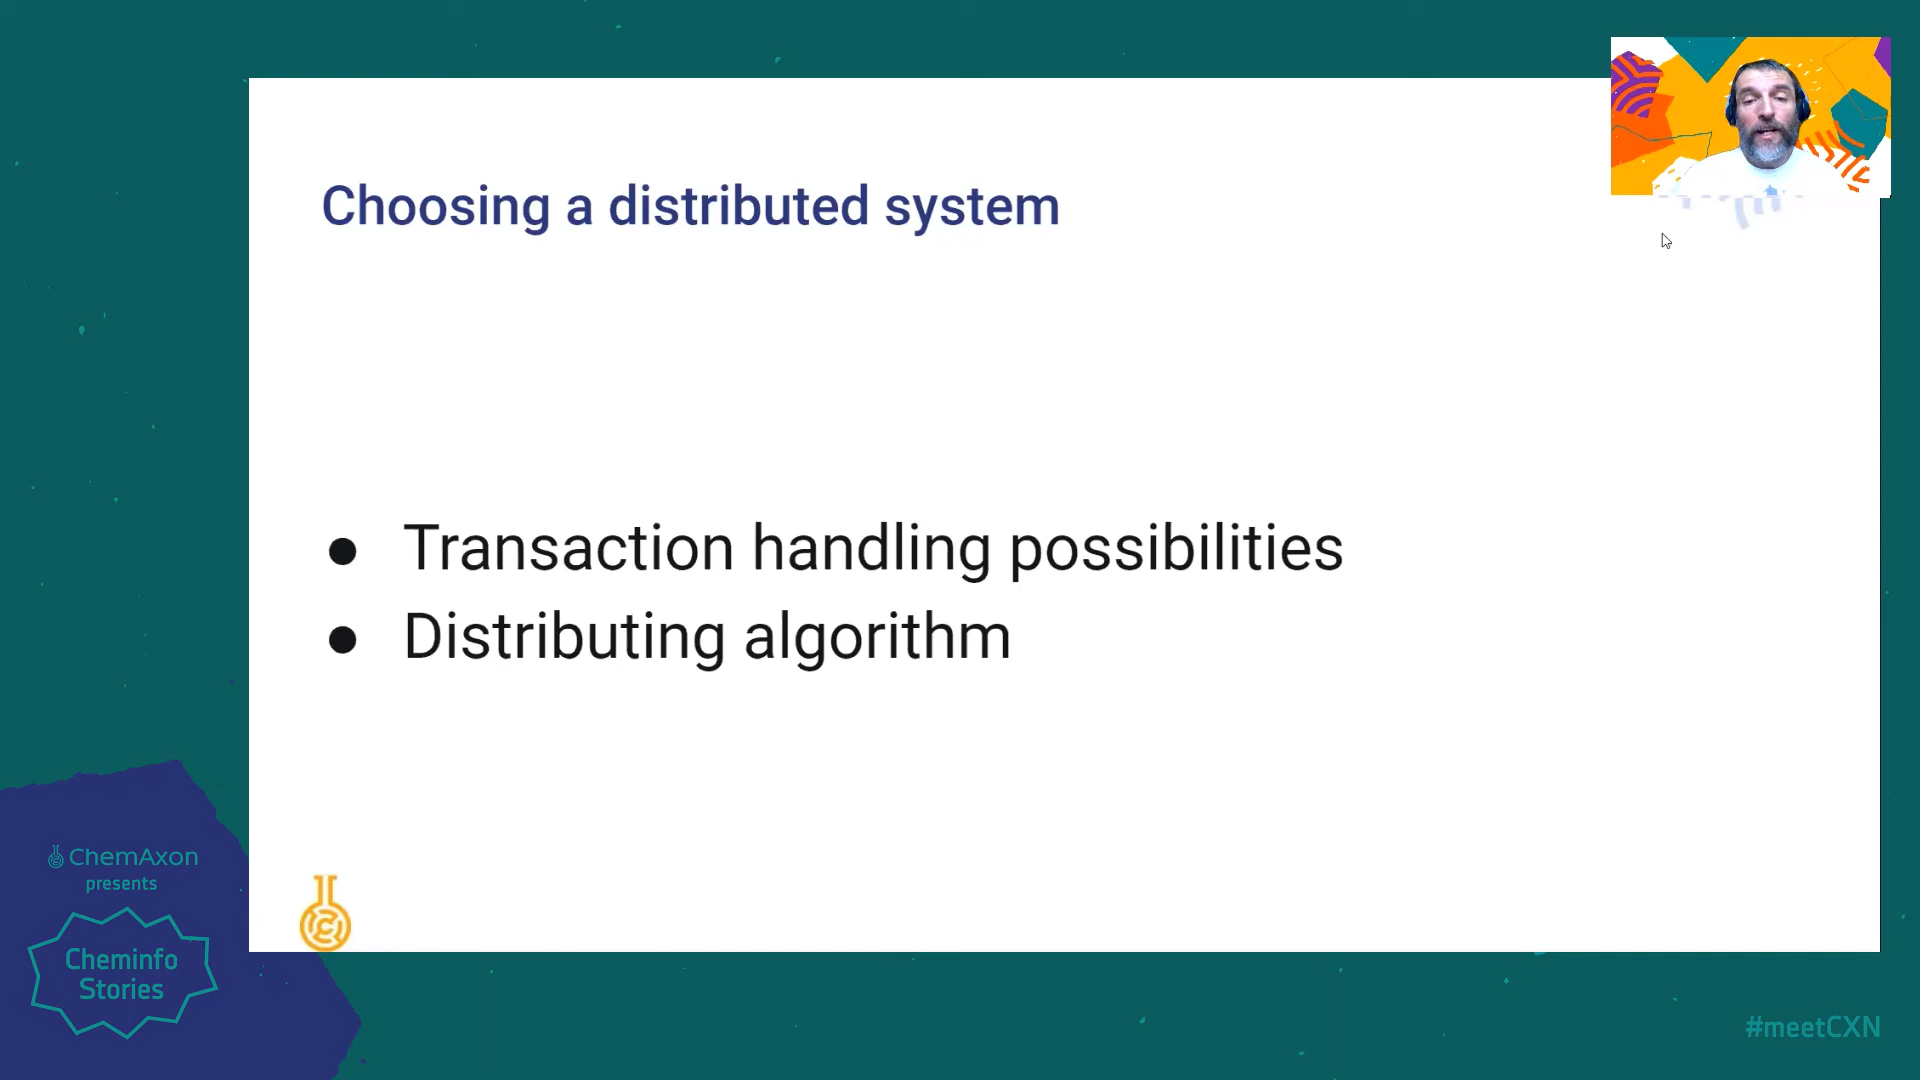 Choosing a distributed system
● Transaction handling possibilities
● Distributing algorithm
ChemAxon
presents
Cheminfo
Stories
#meetCXN